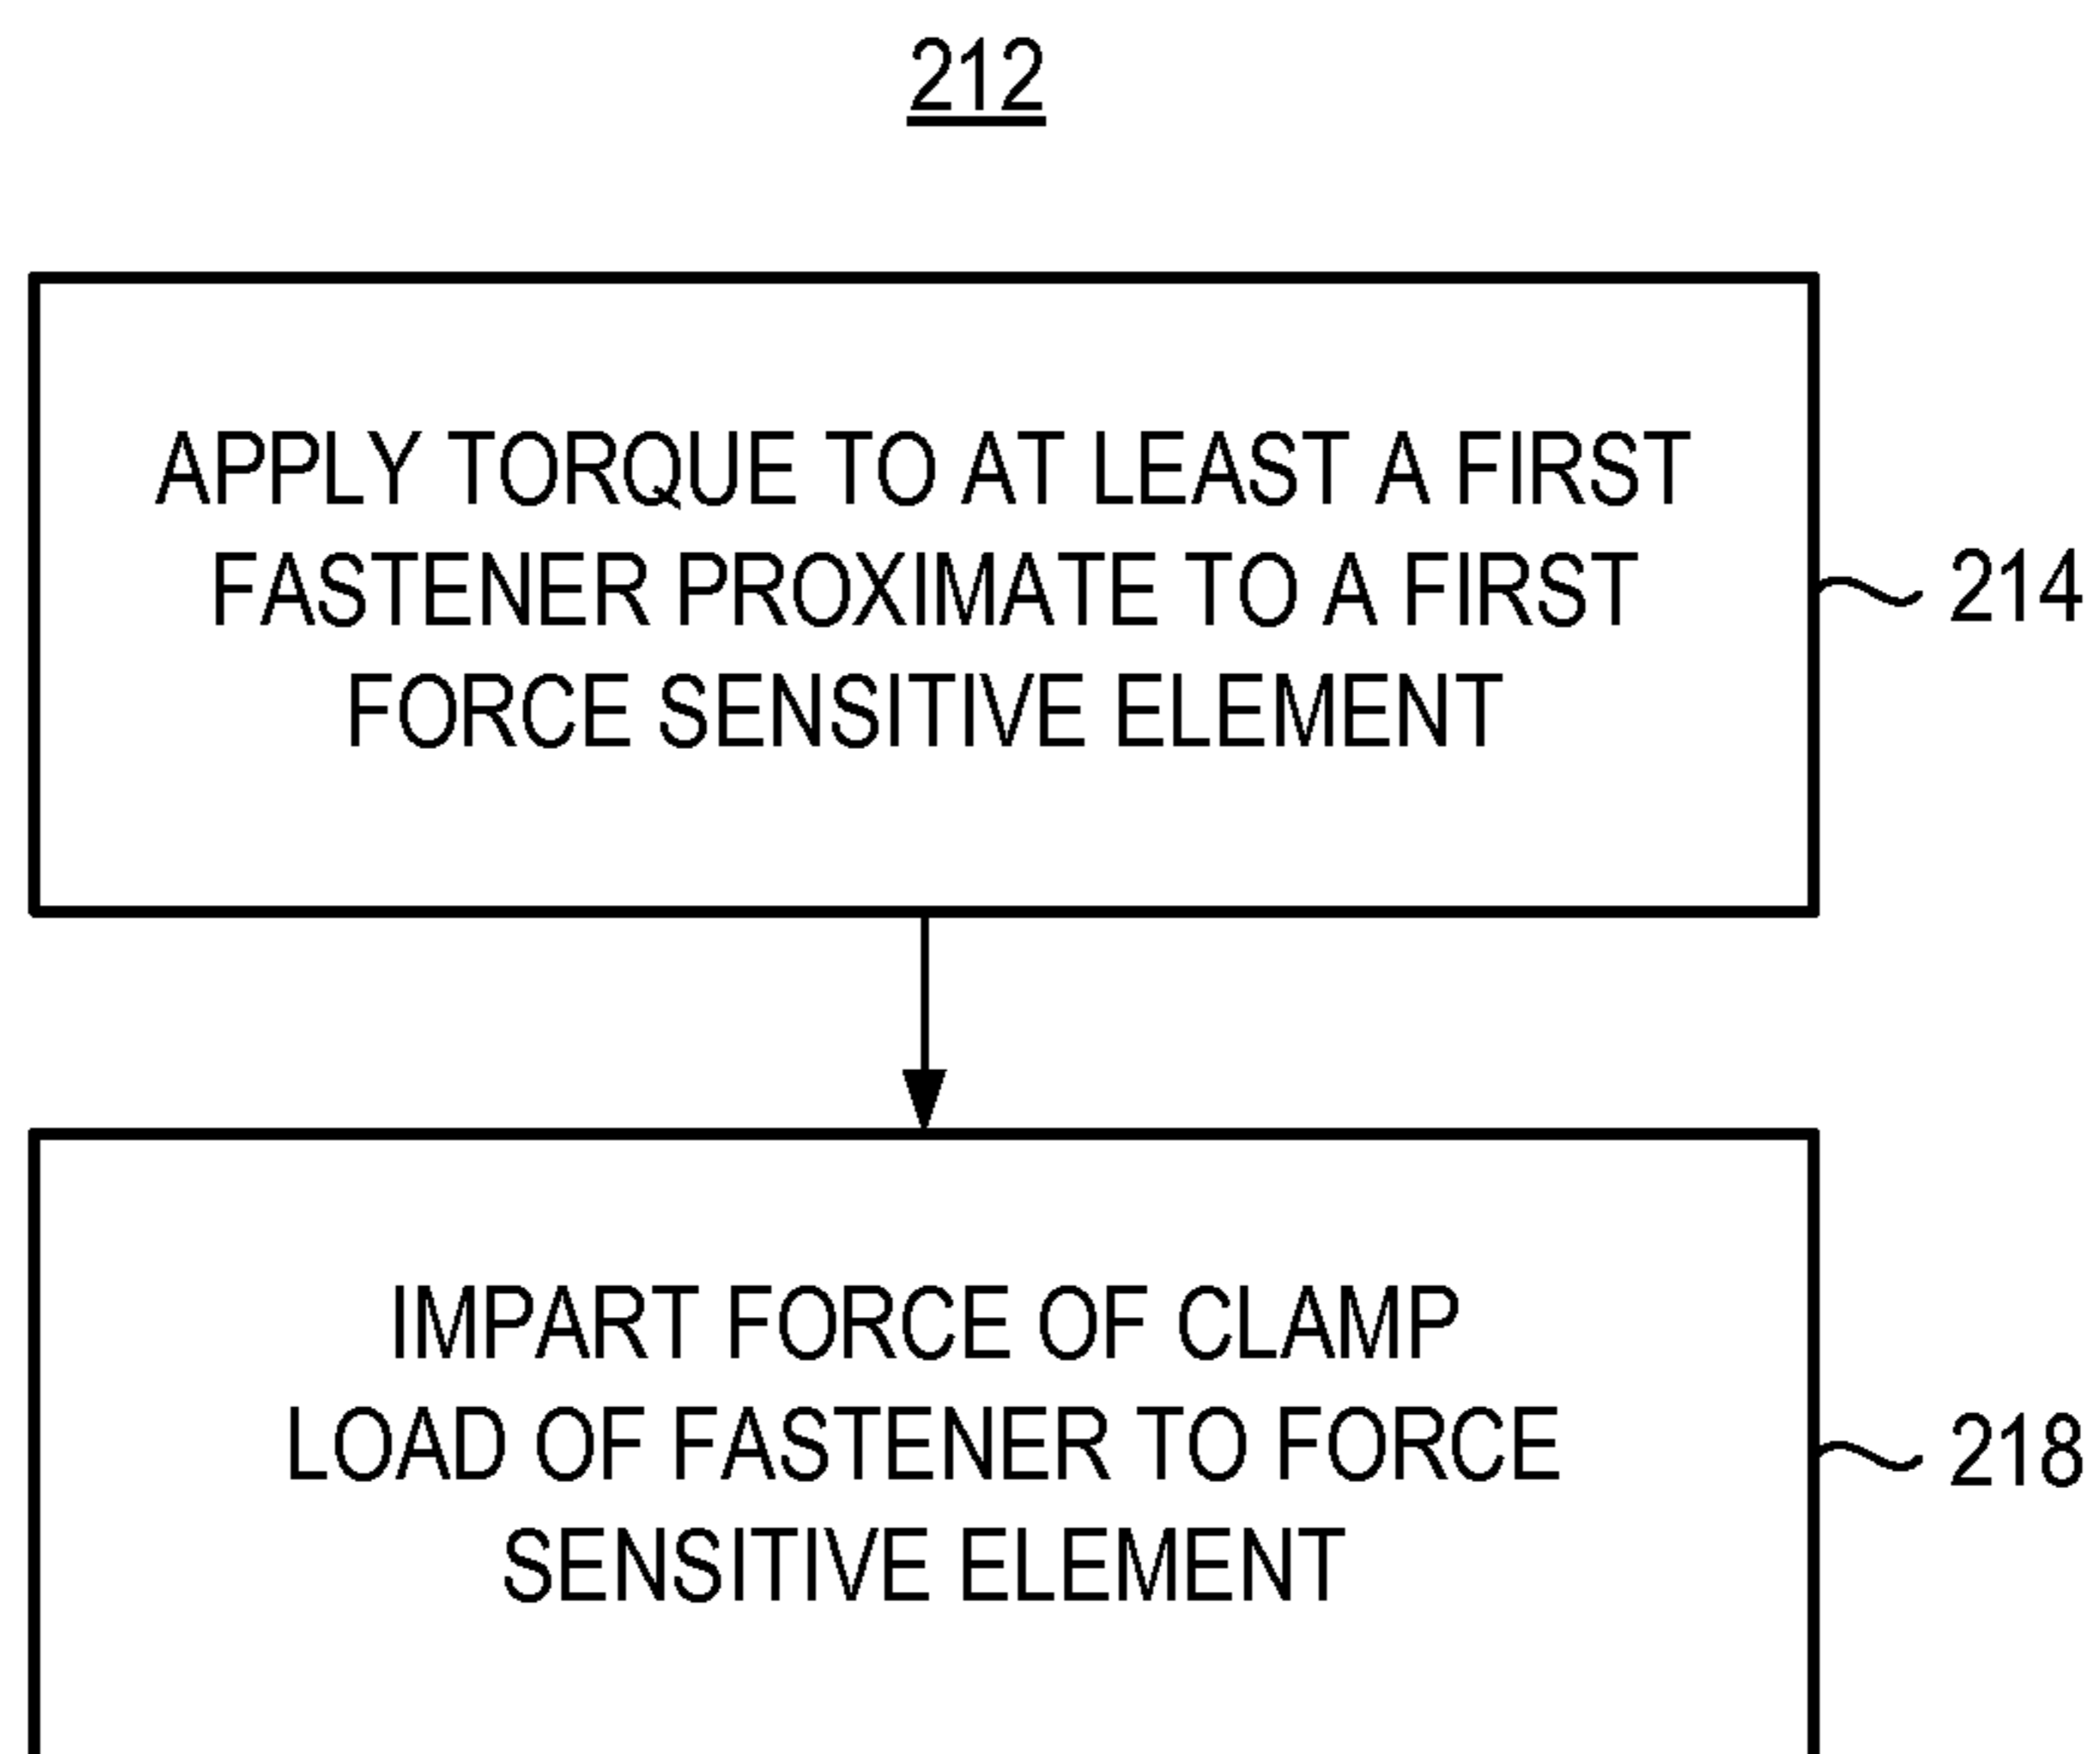 212
APPLY TORQUE TO AT LEAST A FIRST
FASTENER PROXIMATE TO A FIRST
FORCE SENSITIVE ELEMENT
214
IMPART FORCE OF CLAMP
LOAD OF FASTENER TO FORCE
SENSITIVE ELEMENT
218